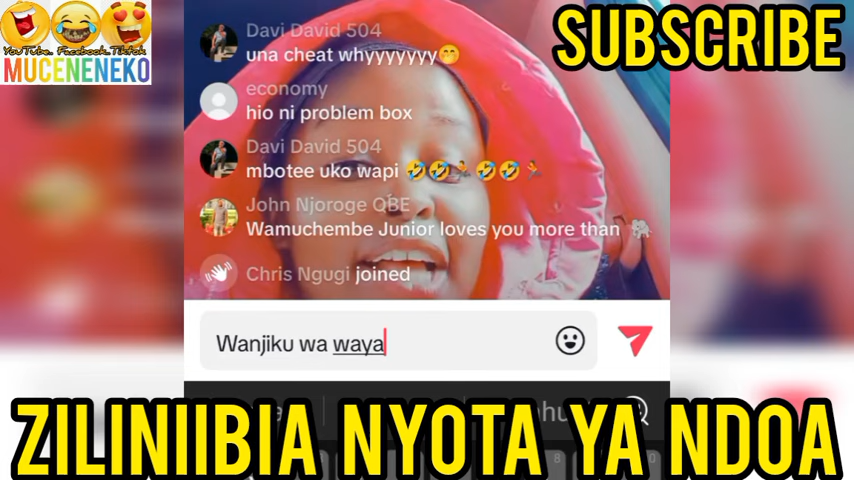 YouTube. Facebook. Tiktok
MUCENENEKO
SUBSCRIBE
Davi David 504
una cheat whyyyyyyy🤭
economy
hio ni problem box
Davi David 504
mbotee uko wapi 🤣🤣🏃🤣🤣🏃
John Njoroge QBE
Wamuchembe Junior loves you more than 🐘
Chris Ngugi joined
Wanjiku wa waya
ZILINIIBIA NYOTA YA NDOA